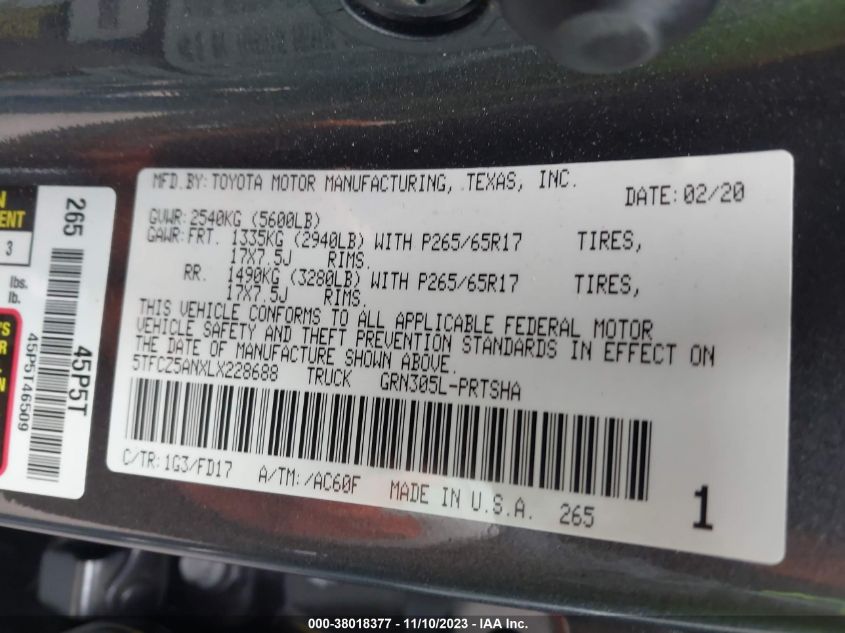 MFD.BY:TOYOTA MOTOR MANUFACTURING, TEXAS, INC.
DATE:02/20
GVWR:2540KG (5600LB)
GAWR:FRT. 1335KG (2940LB) WITH P265/65R17 TIRES,
17X7.5J RIMS.
RR. 1490KG (3280LB) WITH P265/65R17 TIRES,
17X7.5J RIMS.
THIS VEHICLE CONFORMS TO ALL APPLICABLE FEDERAL MOTOR
VEHICLE SAFETY AND THEFT PREVENTION STANDARDS IN EFFECT ON
THE DATE OF MANUFACTURE SHOWN ABOVE.
5TFCZ5ANXLX228688 TRUCK GRN305L-PRTSHA
C/TR:1G3/FD17 A/TM:/AC60F MADE IN U.S.A. 265
1
265
45P5T
45P5T46509
3
lbs.
lb.
000-38018377 - 11/10/2023 - IAA Inc.